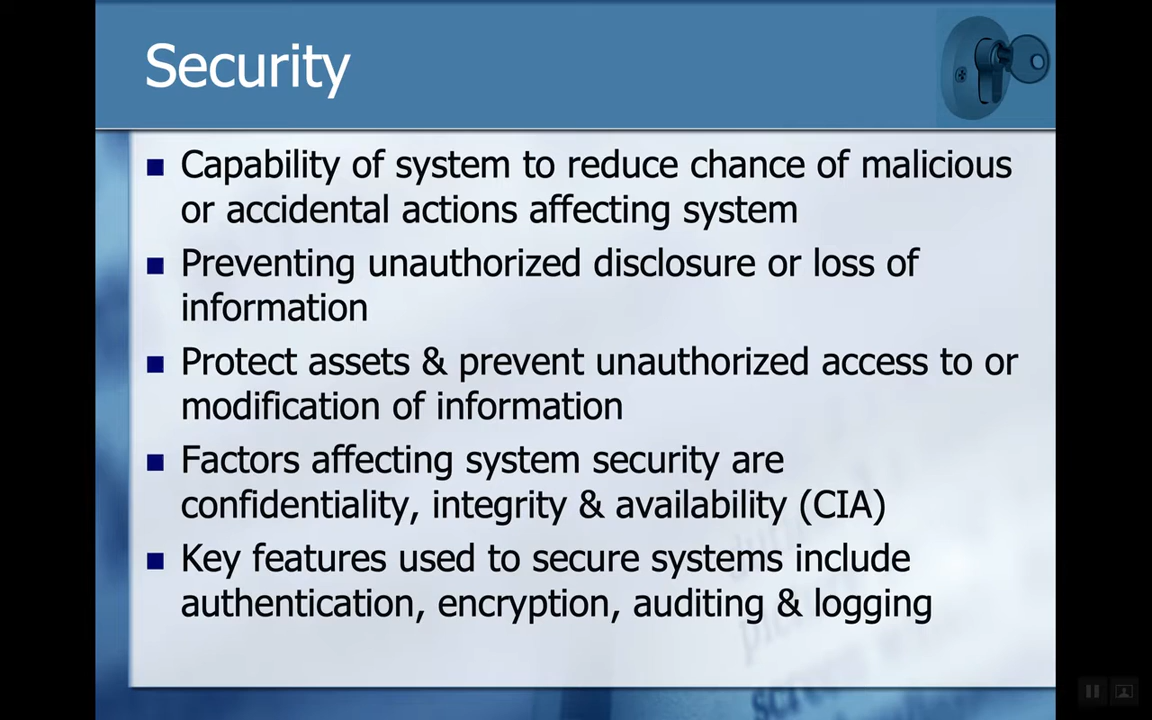 Security
Capability of system to reduce chance of malicious
or accidental actions affecting system
Preventing unauthorized disclosure or loss of
information
Protect assets & prevent unauthorized access to or
modification of information
Factors affecting system security are
confidentiality, integrity & availability (CIA)
Key features used to secure systems include
authentication, encryption, auditing & logging